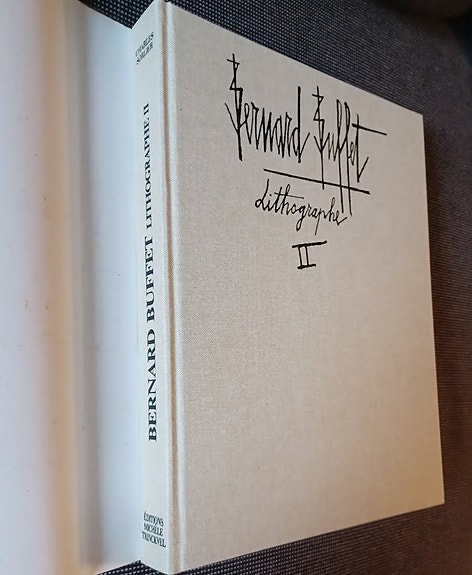 Bernard Buffet
Lithographe
II
CHARLES
SORLIER
BERNARD BUFFET LITHOGRAPHE II
ÉDITIONS
MICHÈLE
TRINCKVEL